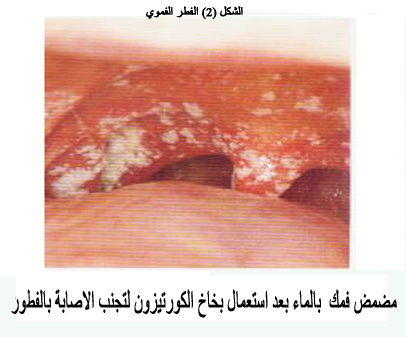 الشكل (2) الفطر الفموي
مضمض فمك بالماء بعد استعمال بخاخ الكورتيزون لتجنب الاصابة بالفطور